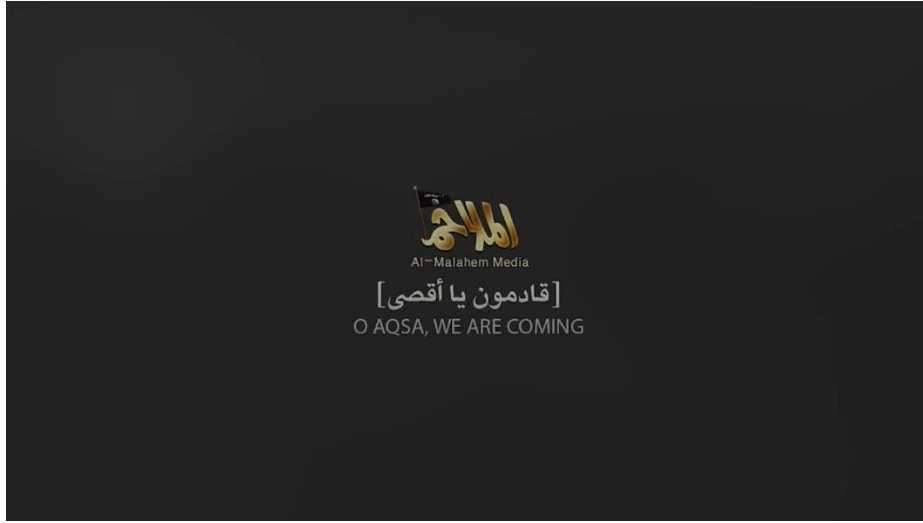 الملاحم
Al-Malahem Media
[قادمون يا أقصى]
O AQSA, WE ARE COMING